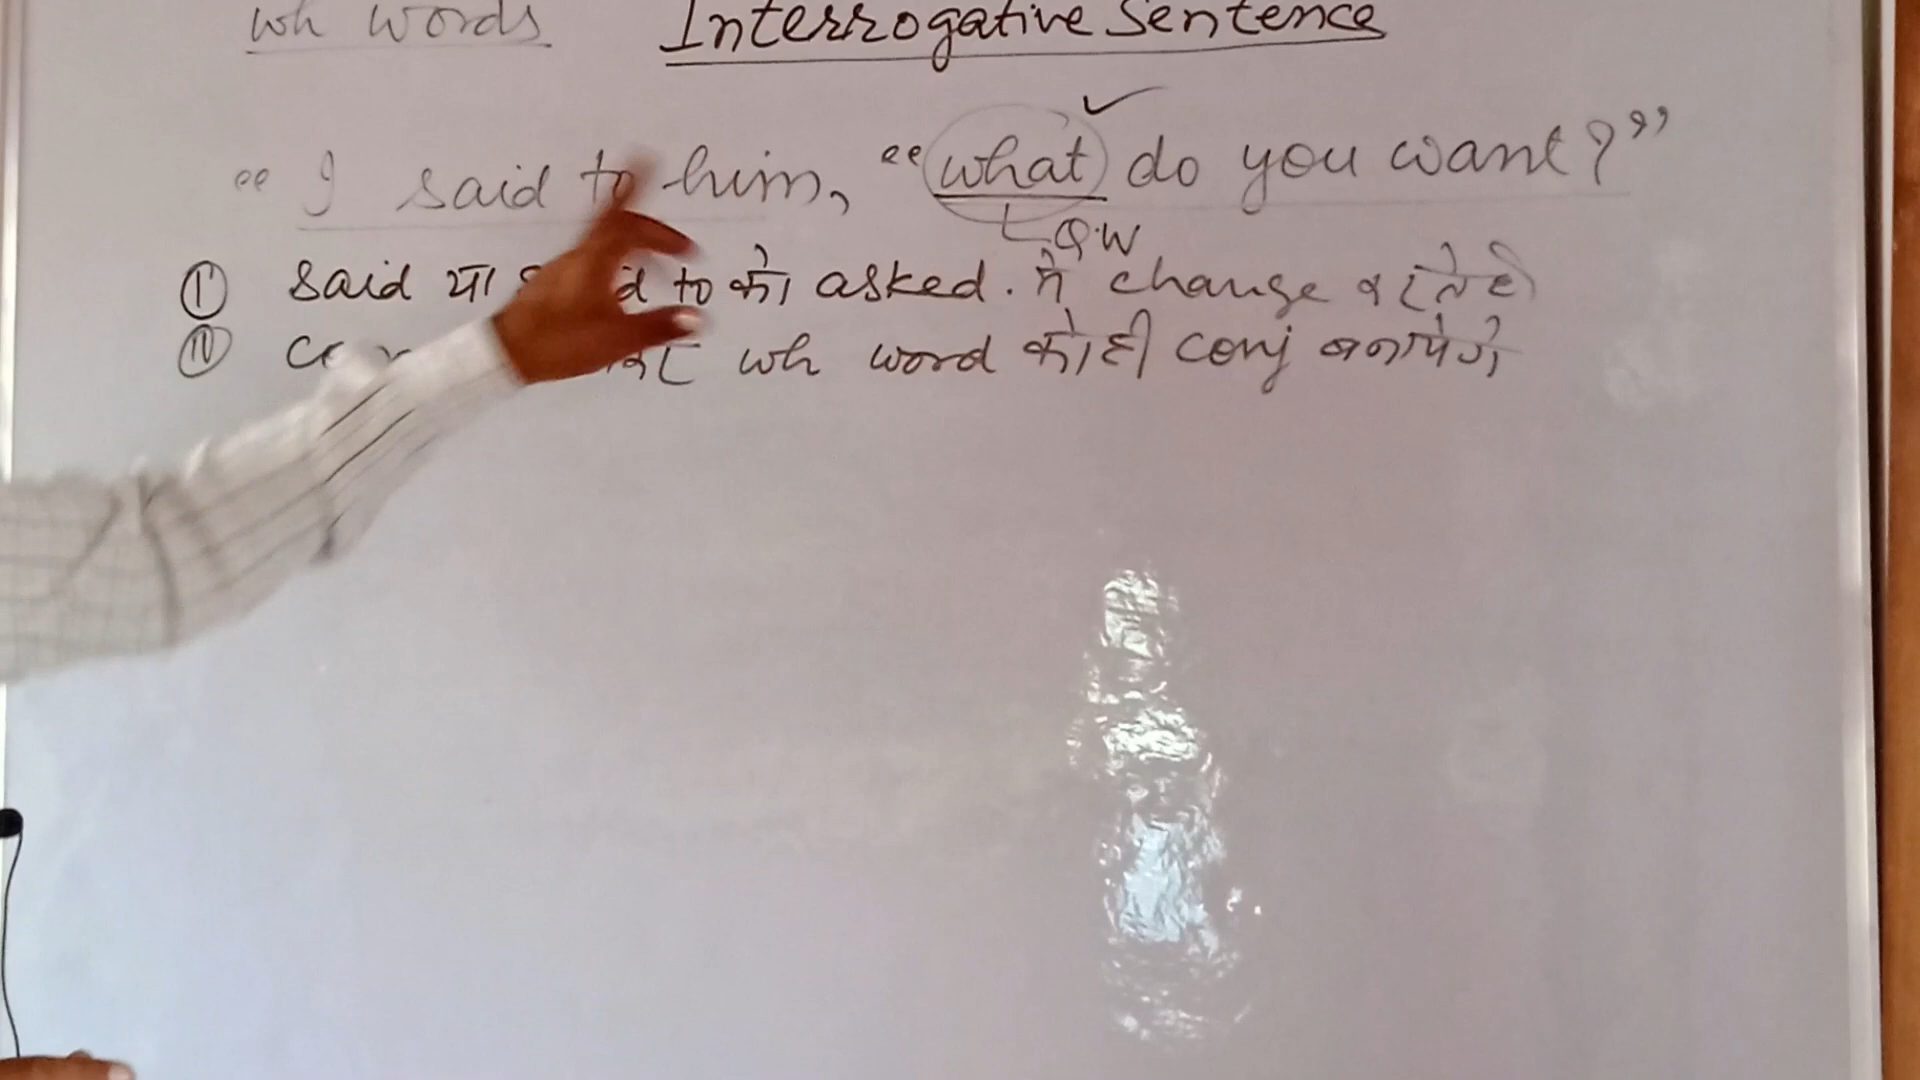 wh words Interrogative Sentence
"I said to him, "what do you want?"
Q.W
① said या to को asked. में change करते है
② wh word को ही conj बनायेगे